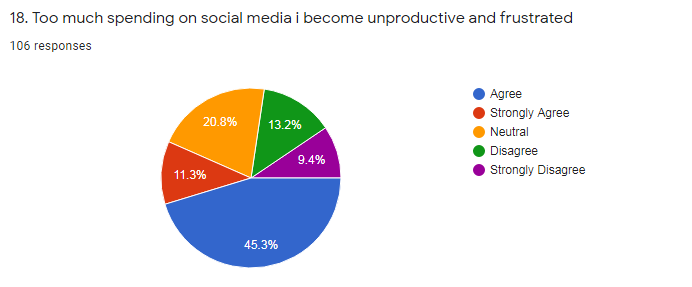 18. Too much spending on social media i become unproductive and frustrated
106 responses
Agree
Strongly Agree
Neutral
Disagree
Strongly Disagree
20.8%
13.2%
9.4%
11.3%
45.3%